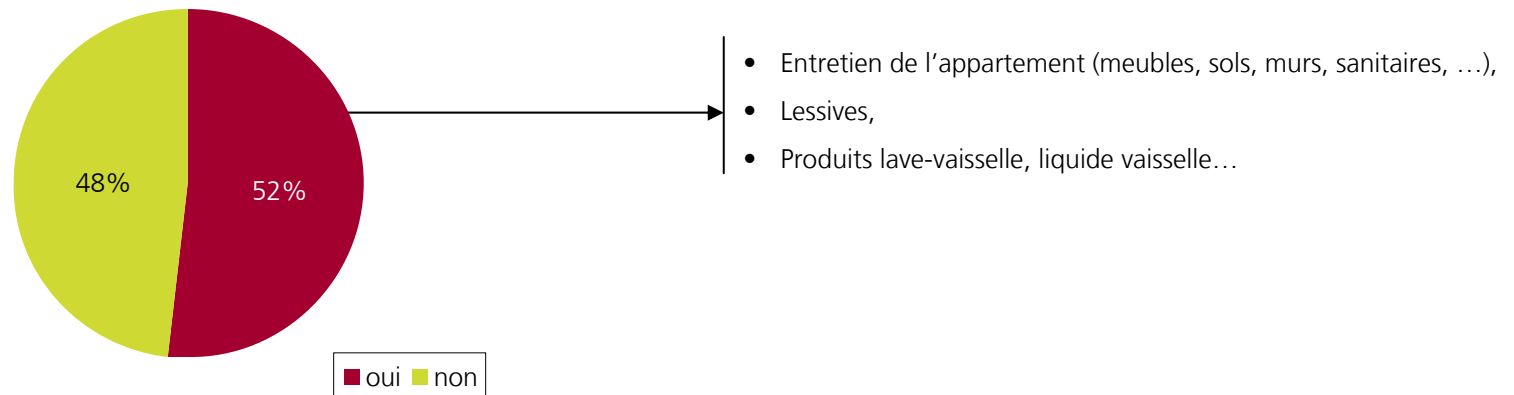 • Entretien de l’appartement (meubles, sols, murs, sanitaires, …),
• Lessives,
• Produits lave-vaisselle, liquide vaisselle…
48%
52%
oui non